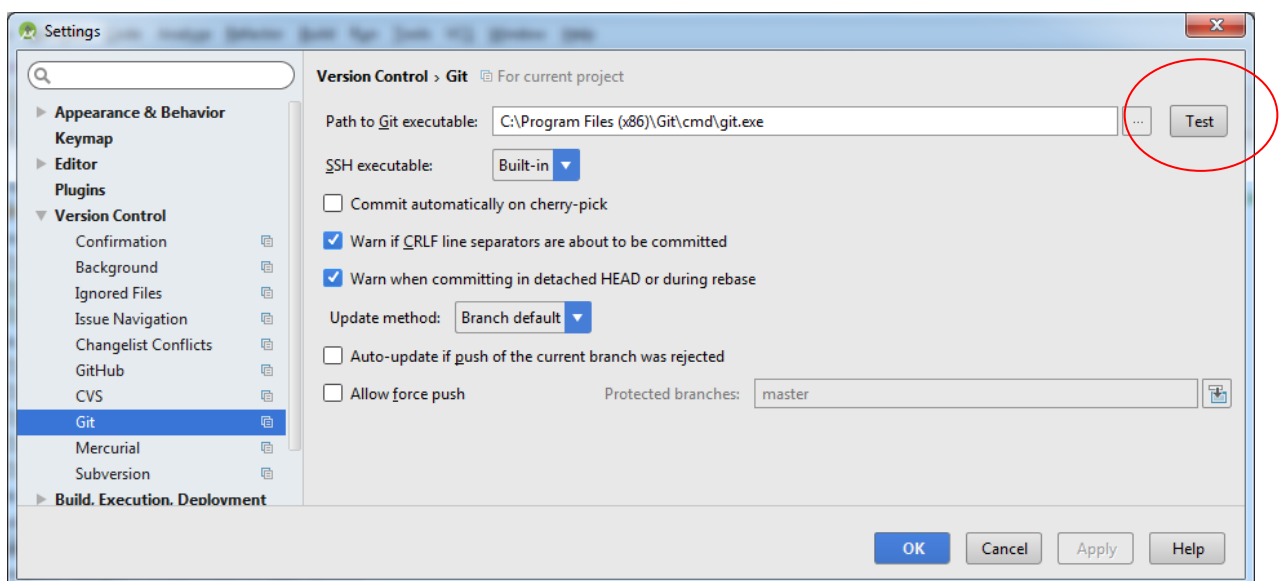 Settings
Version Control › Git For current project
Appearance & Behavior
Keymap
Editor
Plugins
Version Control
Confirmation
Background
Ignored Files
Issue Navigation
Changelist Conflicts
GitHub
CVS
Git
Mercurial
Subversion
Build, Execution, Deployment
Path to Git executable: C:\Program Files (x86)\Git\cmd\git.exe ... Test
SSH executable: Built-in
Commit automatically on cherry-pick
Warn if CRLF line separators are about to be committed
Warn when committing in detached HEAD or during rebase
Update method: Branch default
Auto-update if push of the current branch was rejected
Allow force push Protected branches: master
OK Cancel Apply Help